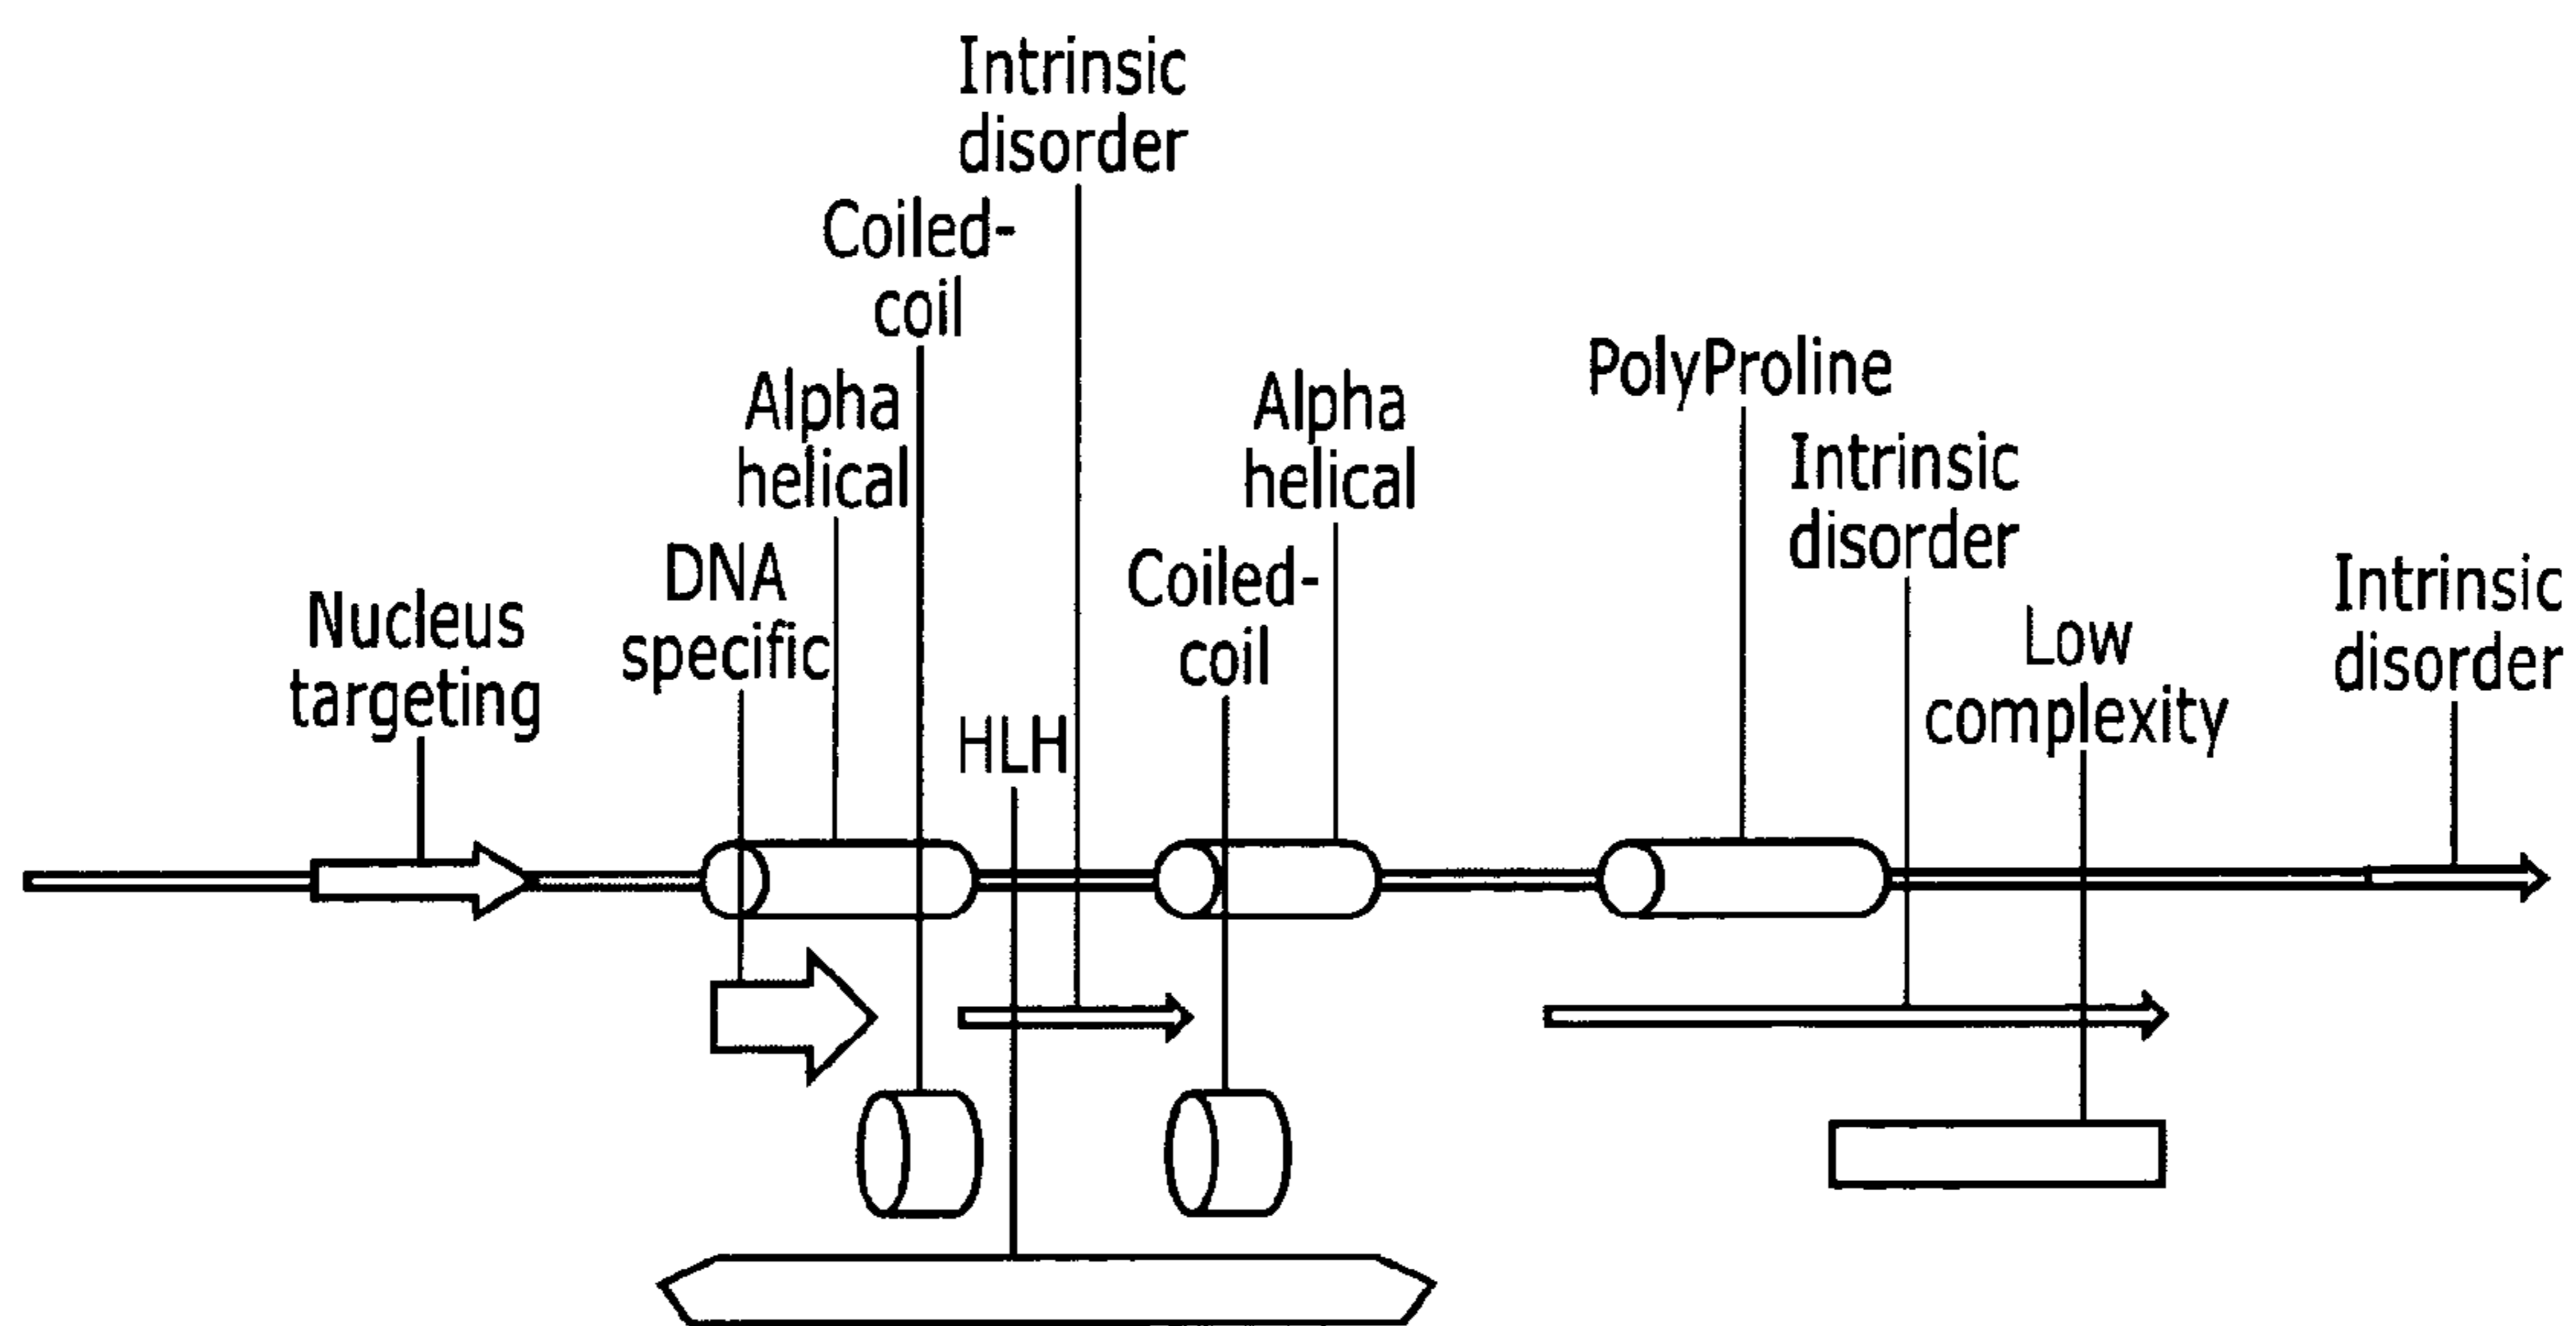 Intrinsic
disorder
Coiled-
coil
Alpha
helical
DNA
specific
Nucleus
targeting
HLH
Alpha
helical
Coiled-
coil
PolyProline
Intrinsic
disorder
Low
complexity
Intrinsic
disorder